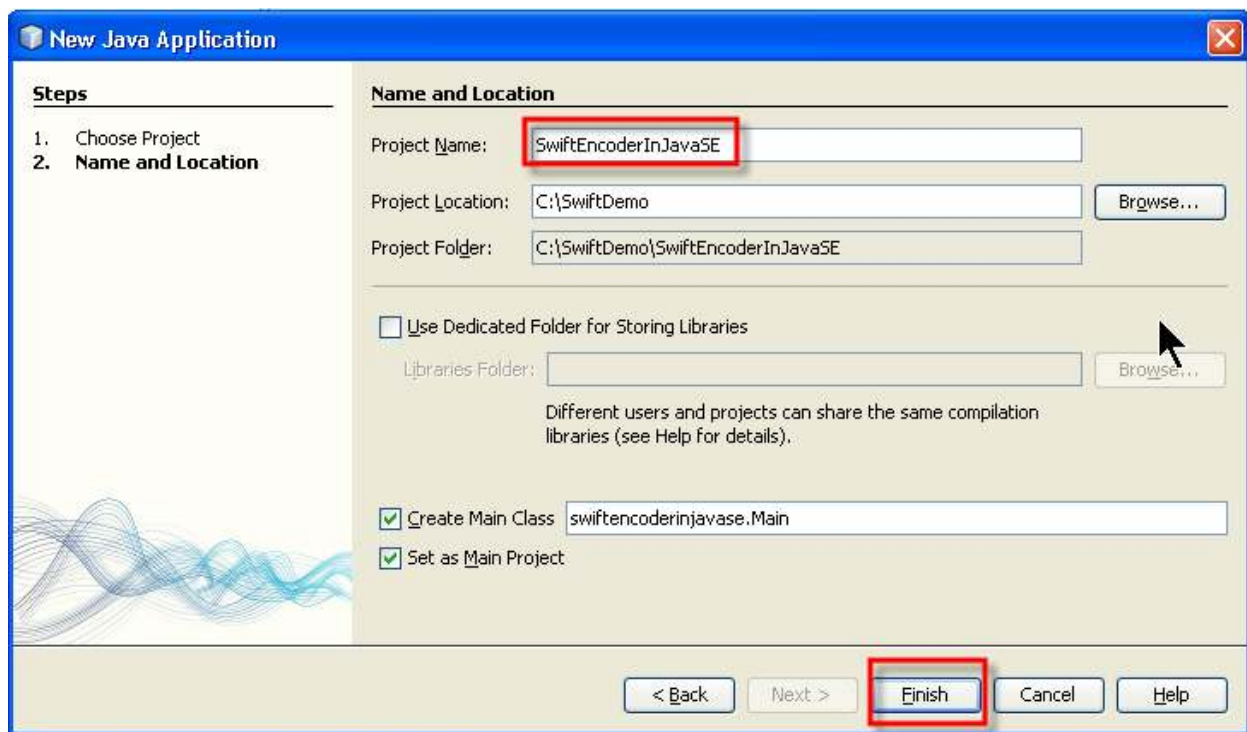 New Java Application
Steps
1. Choose Project
2. Name and Location
Name and Location
Project Name: SwiftEncoderInJavaSE
Project Location: C:\SwiftDemo Browse...
Project Folder: C:\SwiftDemo\SwiftEncoderInJavaSE
Use Dedicated Folder for Storing Libraries
Libraries Folder: Browse...
Different users and projects can share the same compilation
libraries (see Help for details).
Create Main Class swiftencoderinjavase.Main
Set as Main Project
< Back Next > Finish Cancel Help